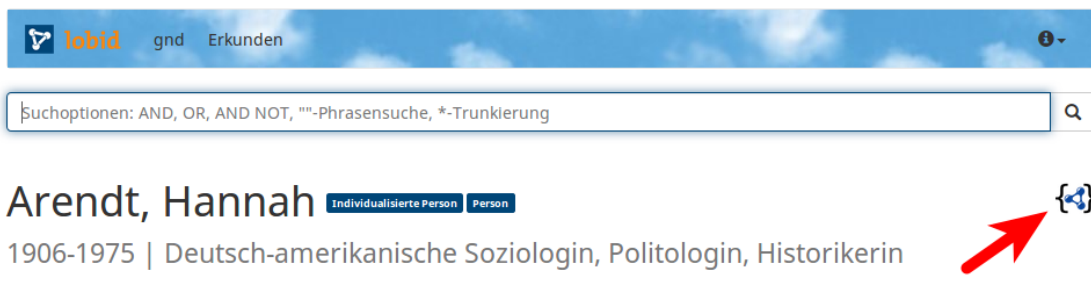 lobid gnd Erkunden
Suchoptionen: AND, OR, AND NOT, ""-Phrasensuche, *-Trunkierung
Arendt, Hannah Individualisierte Person Person
1906-1975 | Deutsch-amerikanische Soziologin, Politologin, Historikerin